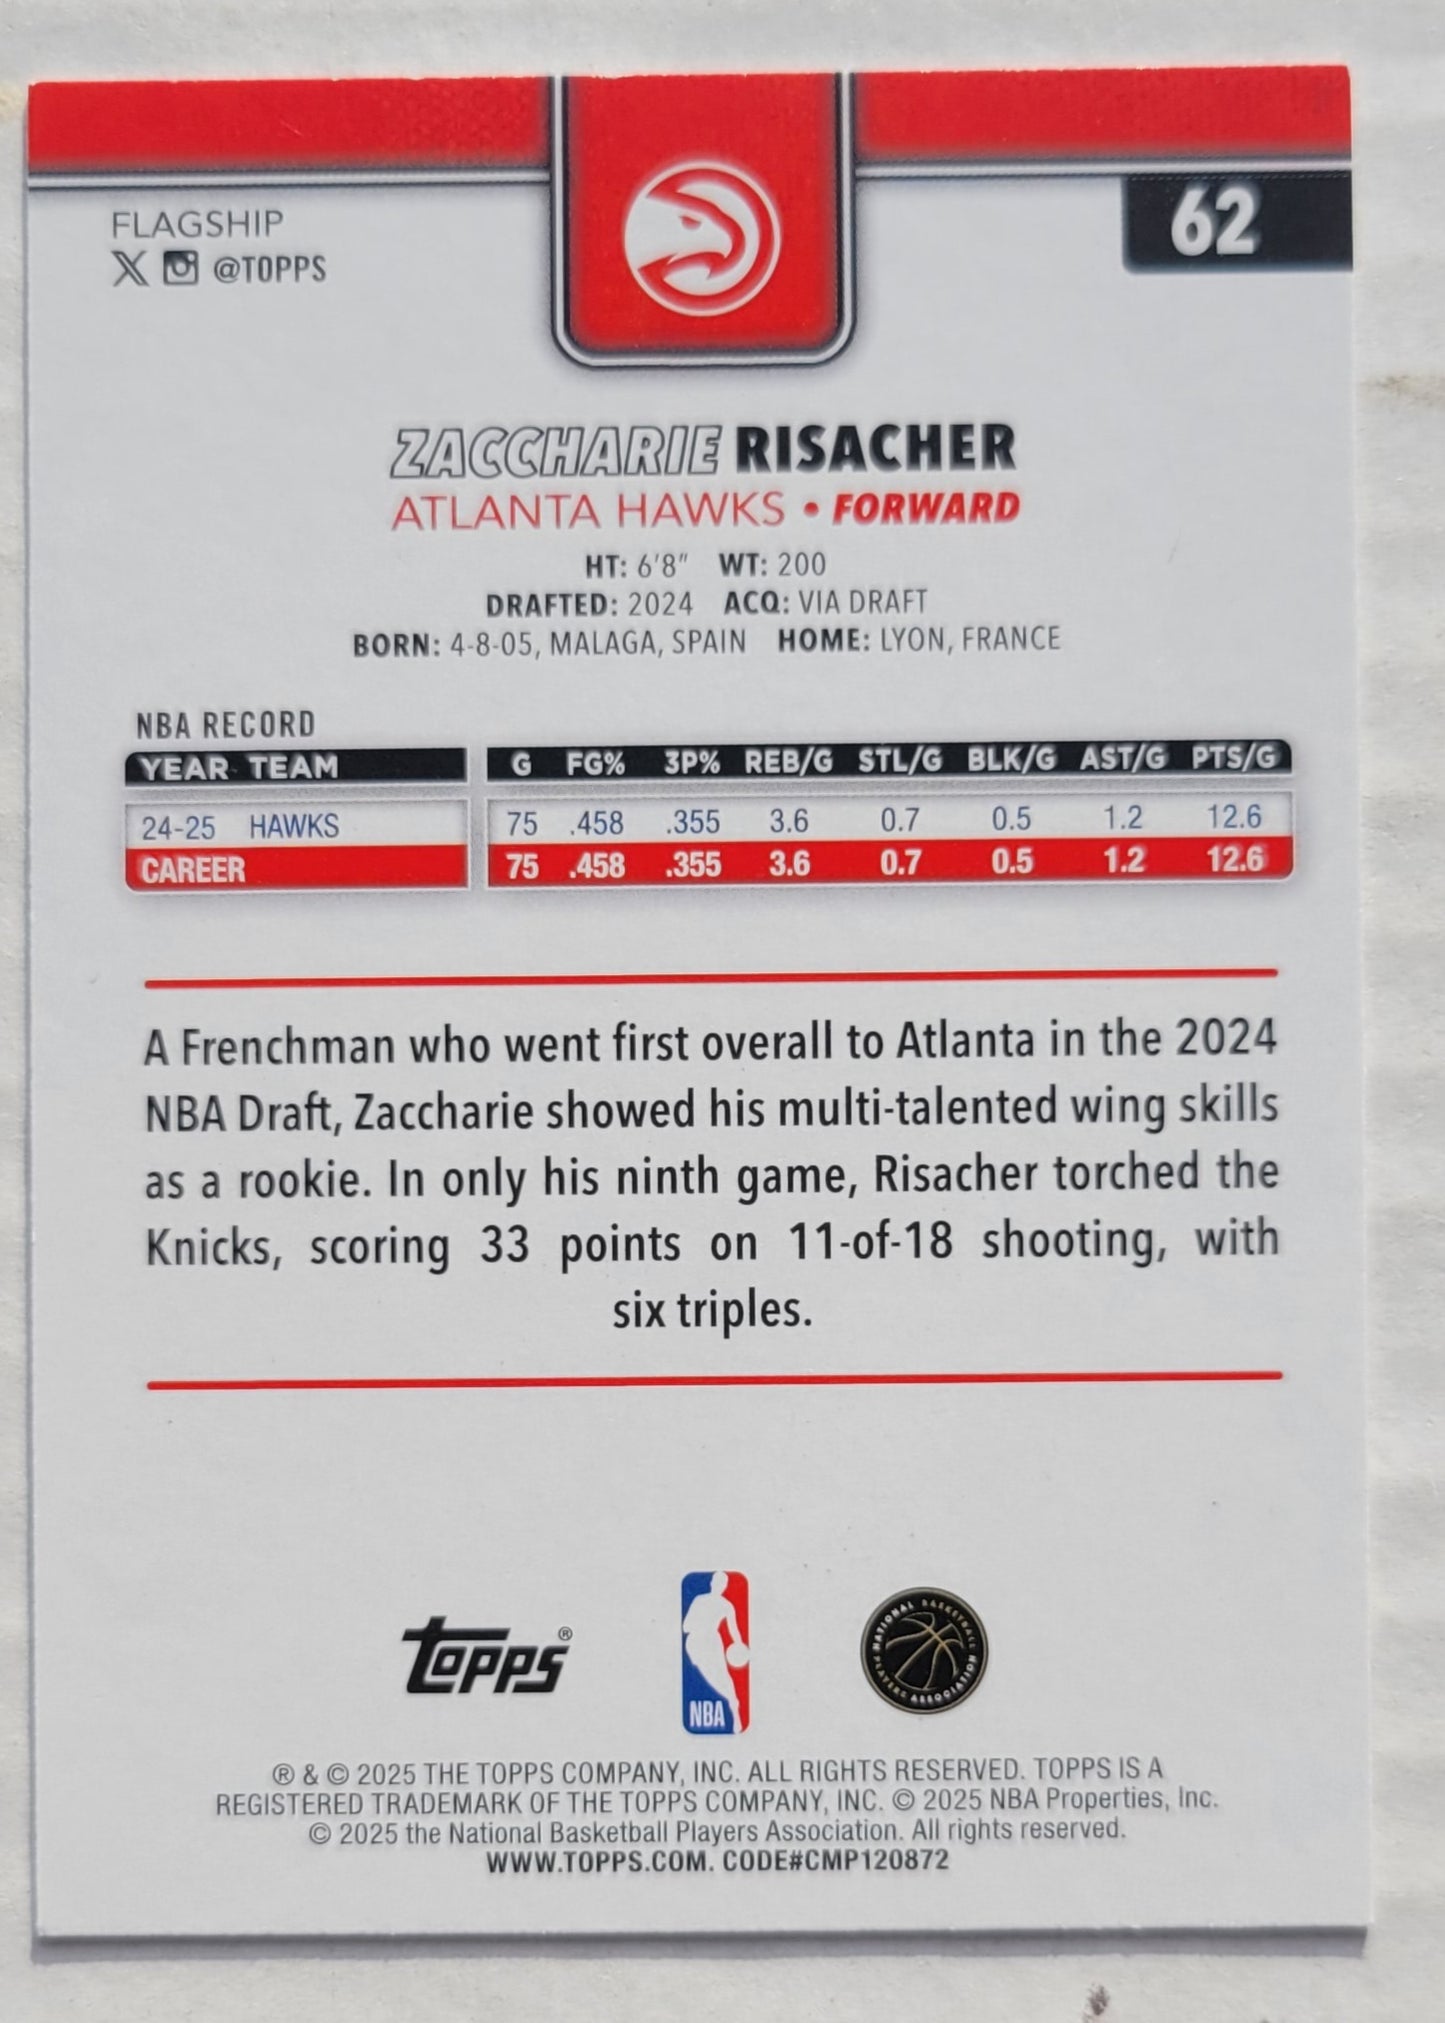 62
FLAGSHIP
@TOPPS
ZACCHARIE RISACHER
ATLANTA HAWKS • FORWARD
HT: 6'8" WT: 200
DRAFTED: 2024 ACQ: VIA DRAFT
BORN: 4-8-05, MALAGA, SPAIN HOME: LYON, FRANCE
NBA RECORD
YEAR TEAM G FG% 3P% REB/G STL/G BLK/G AST/G PTS/G
24-25 HAWKS 75 .458 .355 3.6 0.7 0.5 1.2 12.6
CAREER 75 .458 .355 3.6 0.7 0.5 1.2 12.6
A Frenchman who went first overall to Atlanta in the 2024
NBA Draft, Zaccharie showed his multi-talented wing skills
as a rookie. In only his ninth game, Risacher torched the
Knicks, scoring 33 points on 11-of-18 shooting, with
six triples.
Topps®
NBA
NATIONAL BASKETBALL PLAYERS ASSOCIATION
® & © 2025 THE TOPPS COMPANY, INC. ALL RIGHTS RESERVED. TOPPS IS A
REGISTERED TRADEMARK OF THE TOPPS COMPANY, INC. © 2025 NBA Properties, Inc.
© 2025 the National Basketball Players Association. All rights reserved.
WWW.TOPPS.COM. CODE#CMP120872